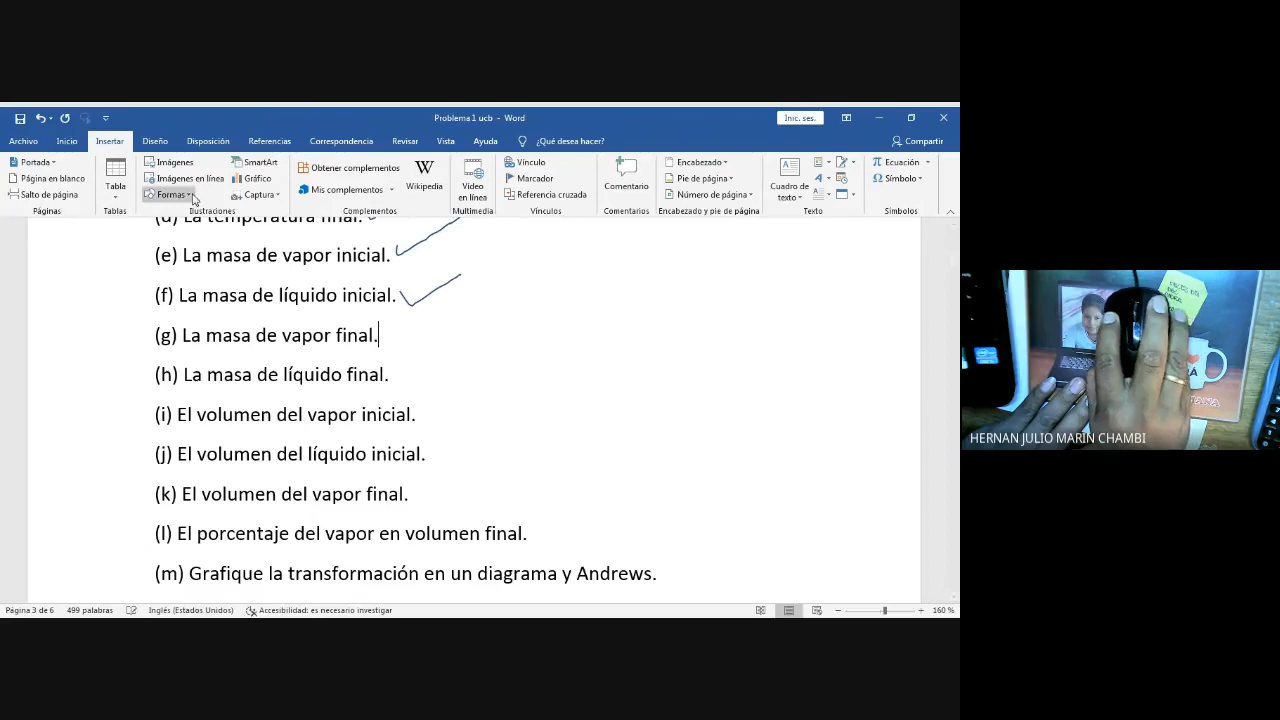 Problema 1 ucb - Word
Inic. ses.
Archivo Inicio Insertar Diseño Disposición Referencias Correspondencia Revisar Vista Ayuda ¿Qué desea hacer? Compartir
Portada
Página en blanco
Salto de página
Páginas
Tabla
Tablas
Imágenes
Imágenes en línea
Formas
SmartArt
Gráfico
Captura
Ilustraciones
Obtener complementos
Mis complementos
Wikipedia
Complementos
Vídeo en línea
Multimedia
Vínculo
Marcador
Referencia cruzada
Vínculos
Comentario
Comentarios
Encabezado
Pie de página
Número de página
Encabezado y pie de página
Cuadro de texto
Texto
Ecuación
Símbolo
Símbolos
(d) La temperatura final.
(e) La masa de vapor inicial.
(f) La masa de líquido inicial.
(g) La masa de vapor final.
(h) La masa de líquido final.
(i) El volumen del vapor inicial.
(j) El volumen del líquido inicial.
(k) El volumen del vapor final.
(l) El porcentaje del vapor en volumen final.
(m) Grafique la transformación en un diagrama y Andrews.
Página 3 de 6 499 palabras Inglés (Estados Unidos) Accesibilidad: es necesario investigar 160 %
HERNAN JULIO MARIN CHAMBI